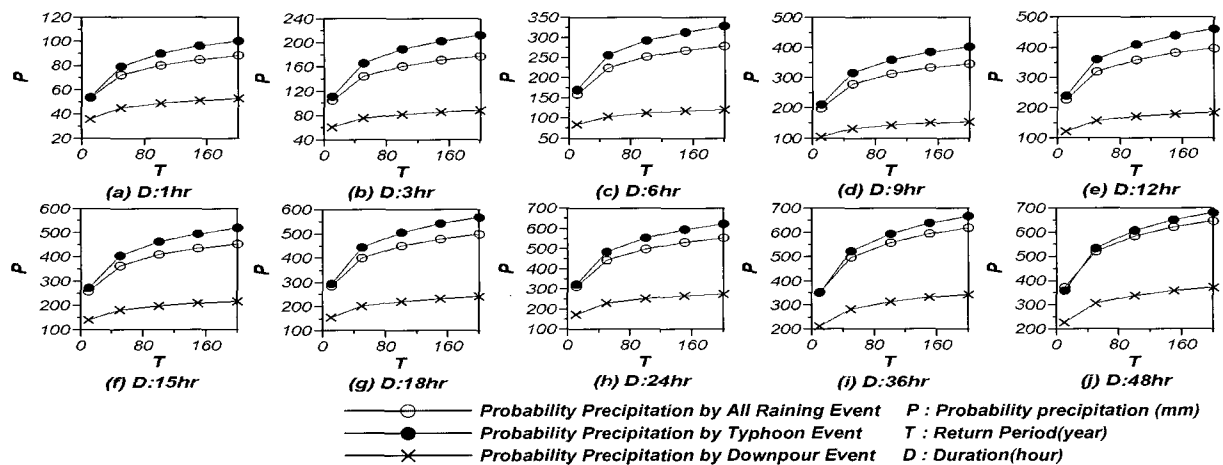 120
100
80
60
40
20
P
0 80 160
T
(a) D:1hr
240
200
160
120
80
40
P
0 80 160
T
(b) D:3hr
350
300
250
200
150
100
50
P
0 80 160
T
(c) D:6hr
500
400
300
200
100
P
0 80 160
T
(d) D:9hr
500
400
300
200
100
P
0 80 160
T
(e) D:12hr
600
500
400
300
200
100
P
0 80 160
T
(f) D:15hr
600
500
400
300
200
100
P
0 80 160
T
(g) D:18hr
700
600
500
400
300
200
100
P
0 80 160
T
(h) D:24hr
700
600
500
400
300
200
P
0 80 160
T
(i) D:36hr
700
600
500
400
300
200
P
0 80 160
T
(j) D:48hr
Probability Precipitation by All Raining Event P : Probability precipitation (mm)
Probability Precipitation by Typhoon Event T : Return Period(year)
Probability Precipitation by Downpour Event D : Duration(hour)